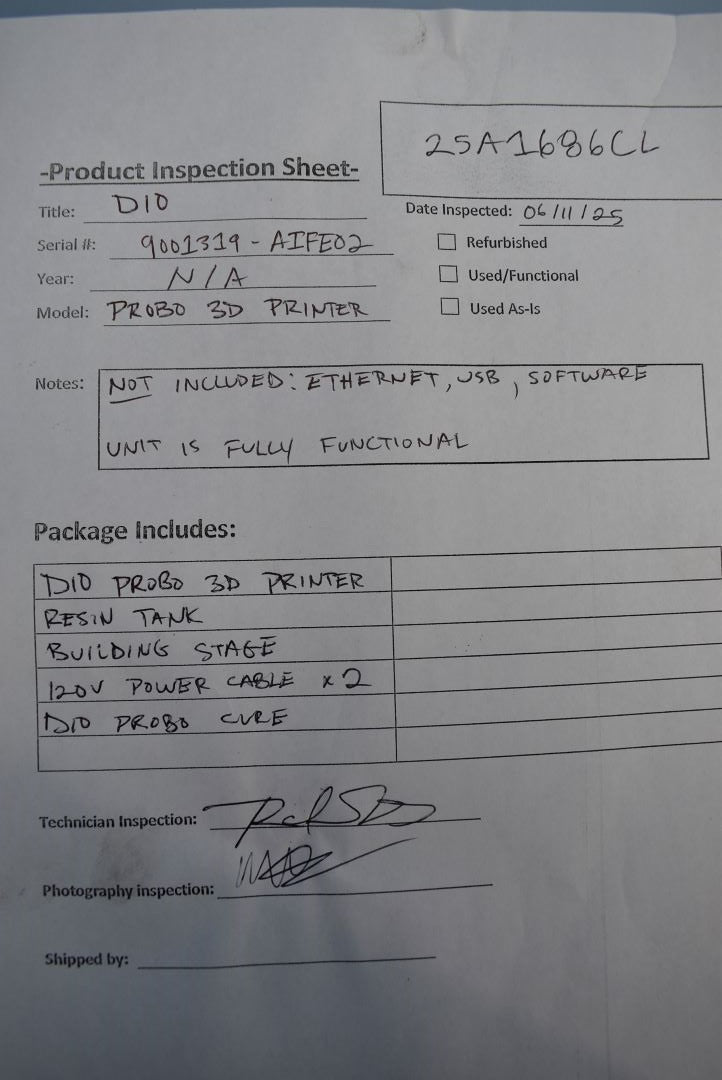 25A1686CL
-Product Inspection Sheet-
Title: DIO
Date Inspected: 06/11/25
Serial #: 9001319 - AIFE02
Refurbished
Year: N/A
Used/Functional
Model: PROBO 3D PRINTER
Used As-Is
Notes: NOT INCLUDED: ETHERNET, USB, SOFTWARE
UNIT IS FULLY FUNCTIONAL
Package Includes:
DIO PROBO 3D PRINTER
RESIN TANK
BUILDING STAGE
120V POWER CABLE x 2
DIO PROBO CURE
Technician Inspection:
Photography inspection:
Shipped by: